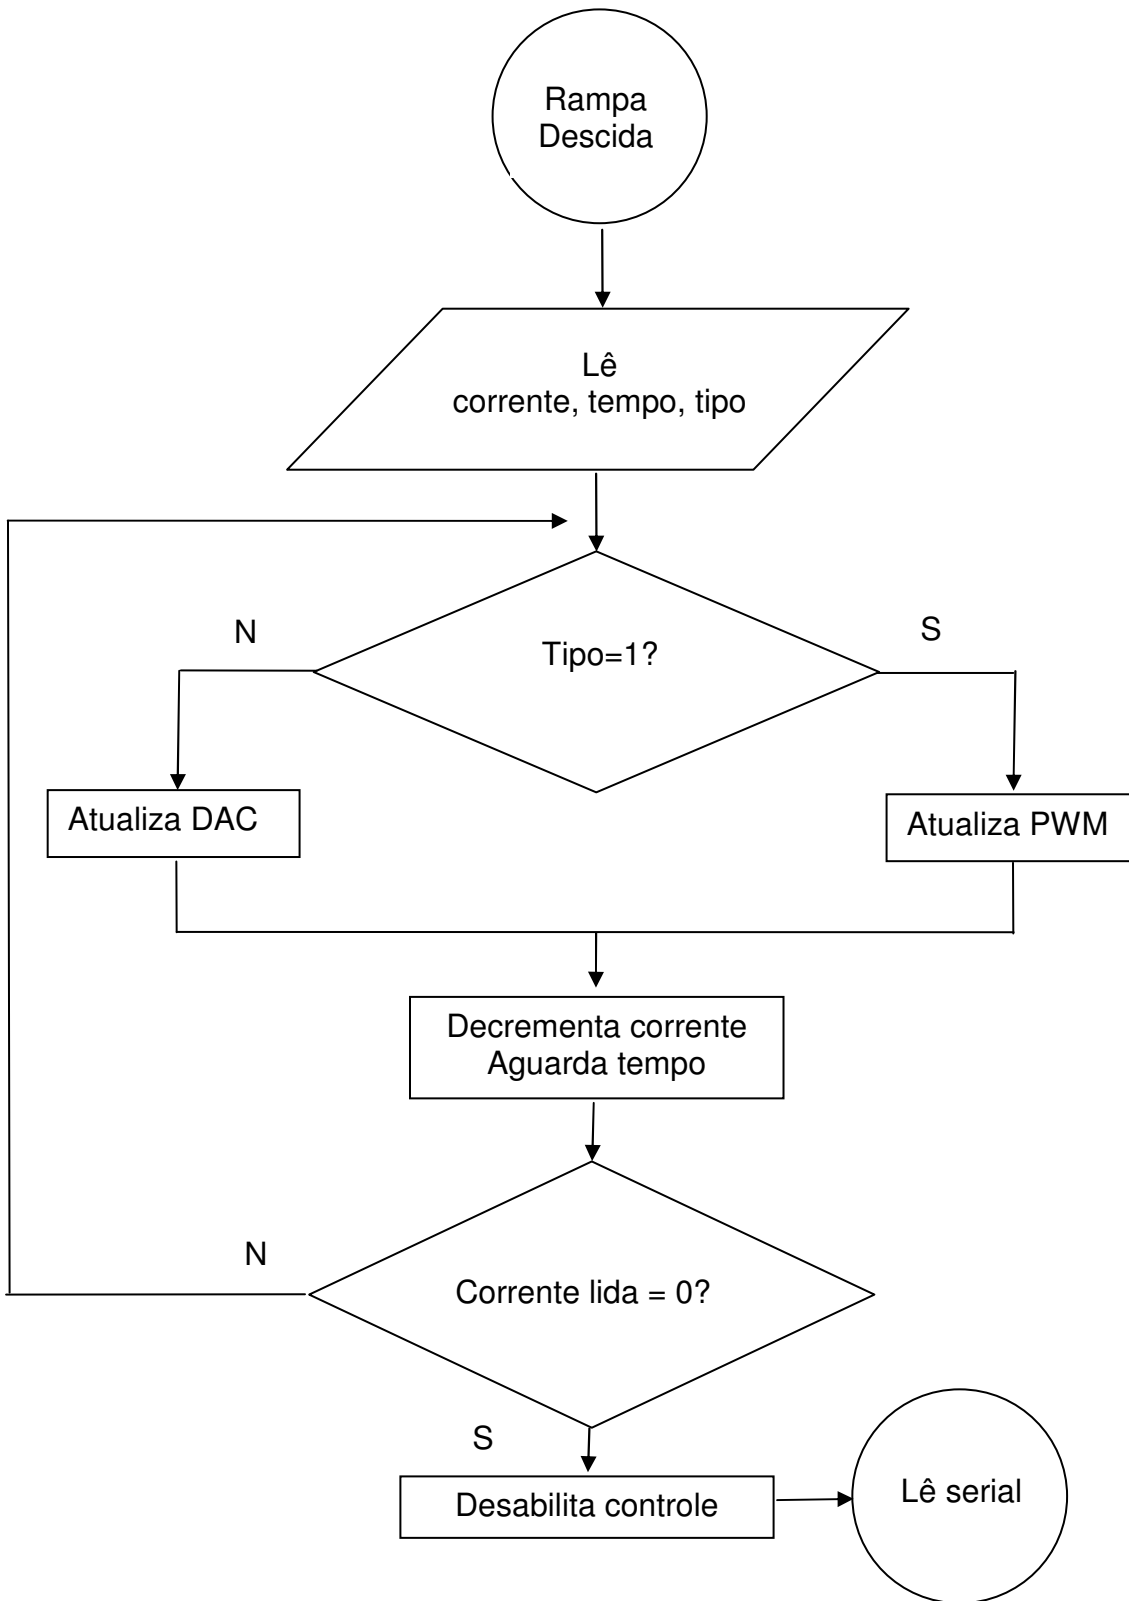 Rampa
Descida
Lê
corrente, tempo, tipo
N
S
Tipo=1?
Atualiza DAC
Atualiza PWM
Decrementa corrente
Aguarda tempo
N
Corrente lida = 0?
S
Desabilita controle
Lê serial